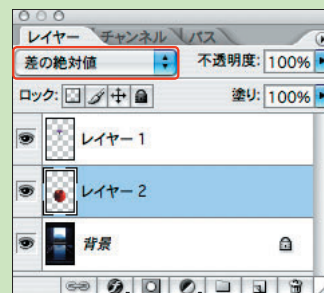 レイヤー チャンネル パス
差の絶対値 不透明度: 100%
ロック: 塗り: 100%
レイヤー 1
レイヤー 2
背景